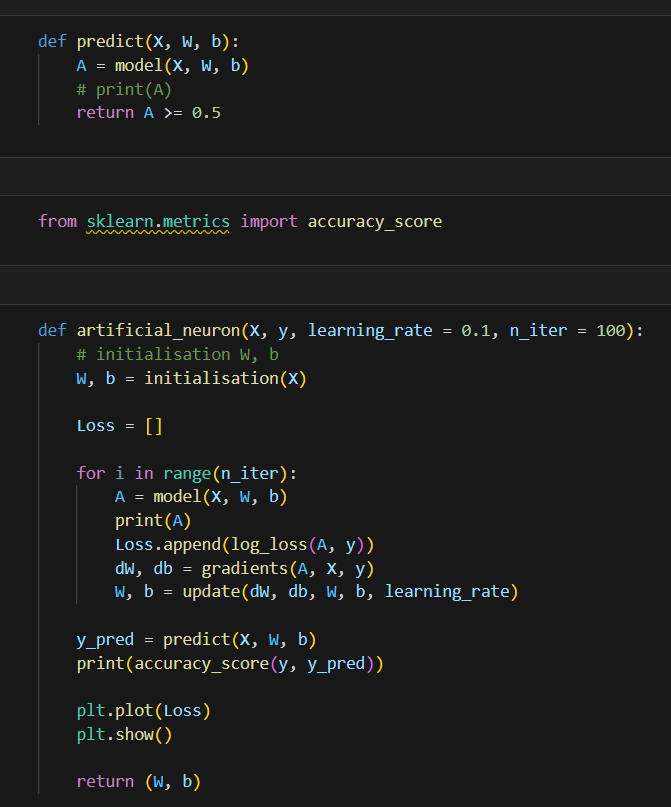 def predict(X, W, b):
    A = model(X, W, b)
    # print(A)
    return A >= 0.5
from sklearn.metrics import accuracy_score
def artificial_neuron(X, y, learning_rate = 0.1, n_iter = 100):
    # initialisation W, b
    W, b = initialisation(X)
    Loss = []
    for i in range(n_iter):
        A = model(X, W, b)
        print(A)
        Loss.append(log_loss(A, y))
        dW, db = gradients(A, X, y)
        W, b = update(dW, db, W, b, learning_rate)
    y_pred = predict(X, W, b)
    print(accuracy_score(y, y_pred))
    plt.plot(Loss)
    plt.show()
    return (W, b)